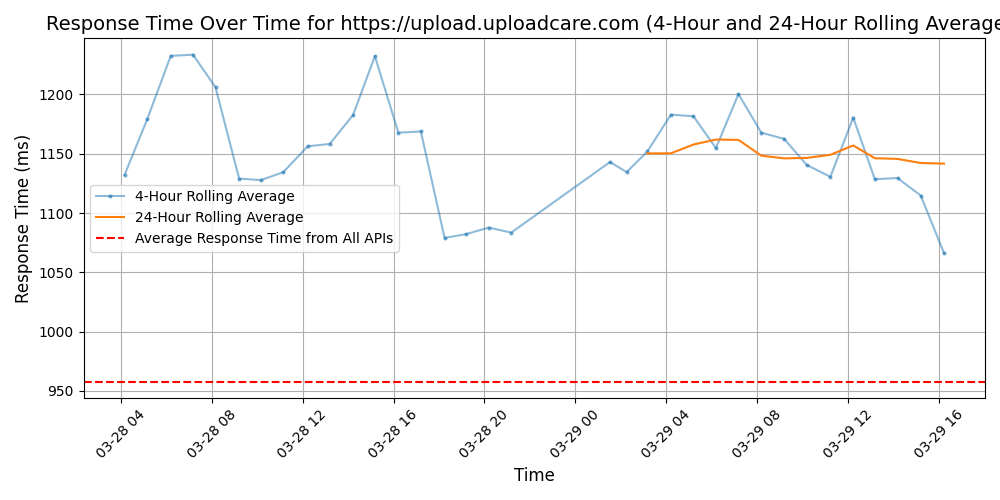 Response Time Over Time for https://upload.uploadcare.com (4-Hour and 24-Hour Rolling Average
Response Time (ms)
1200
1150
1100
1050
1000
950
4-Hour Rolling Average
24-Hour Rolling Average
Average Response Time from All APIs
03-28 04
03-28 08
03-28 12
03-28 16
03-28 20
03-29 00
03-29 04
03-29 08
03-29 12
03-29 16
Time